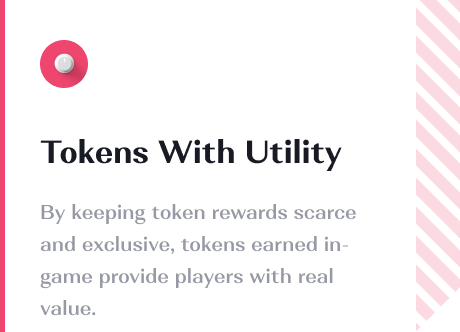 Tokens With Utility
By keeping token rewards scarce
and exclusive, tokens earned in-
game provide players with real
value.